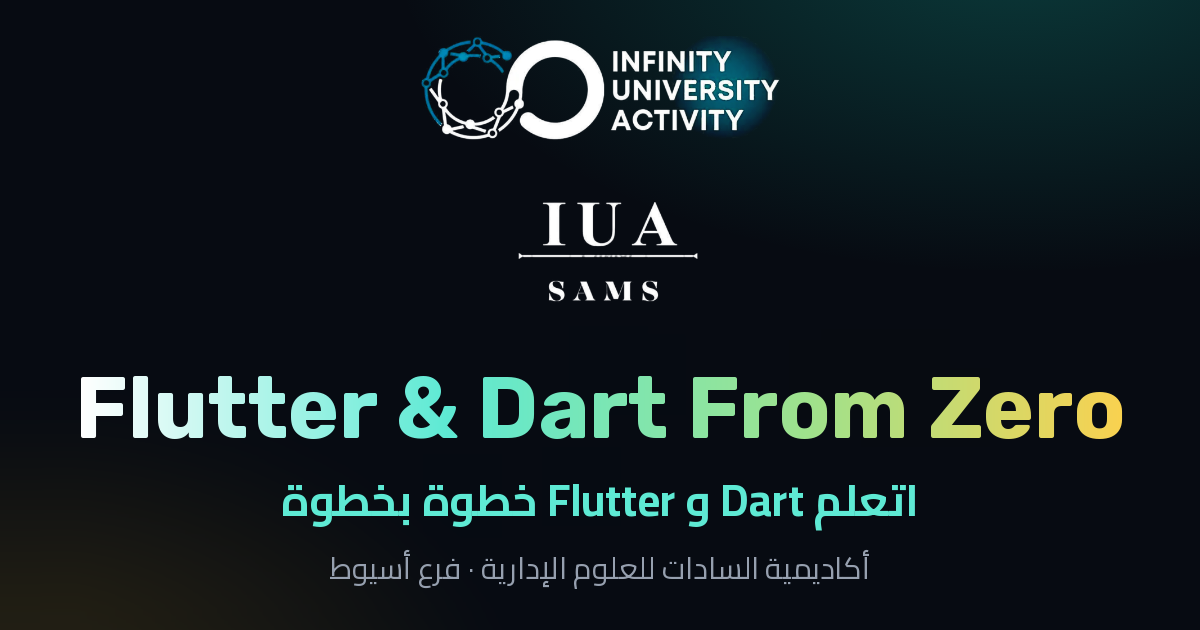 INFINITY
UNIVERSITY
ACTIVITY
IUA
SAMS
Flutter & Dart From Zero
اتعلم Dart و Flutter خطوة بخطوة
أكاديمية السادات للعلوم الإدارية · فرع أسيوط